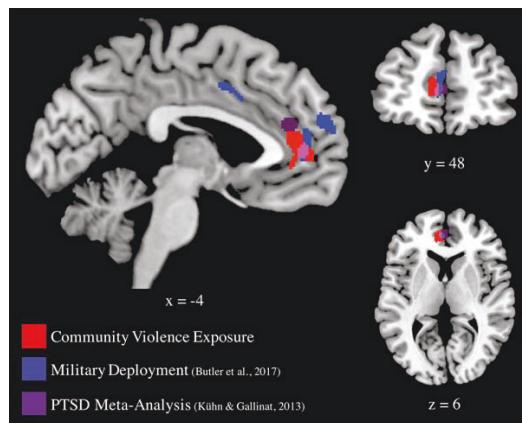 y = 48
x = -4
Community Violence Exposure
Military Deployment (Butler et al., 2017)
PTSD Meta-Analysis (Kühn & Gallinat, 2013)
z = 6